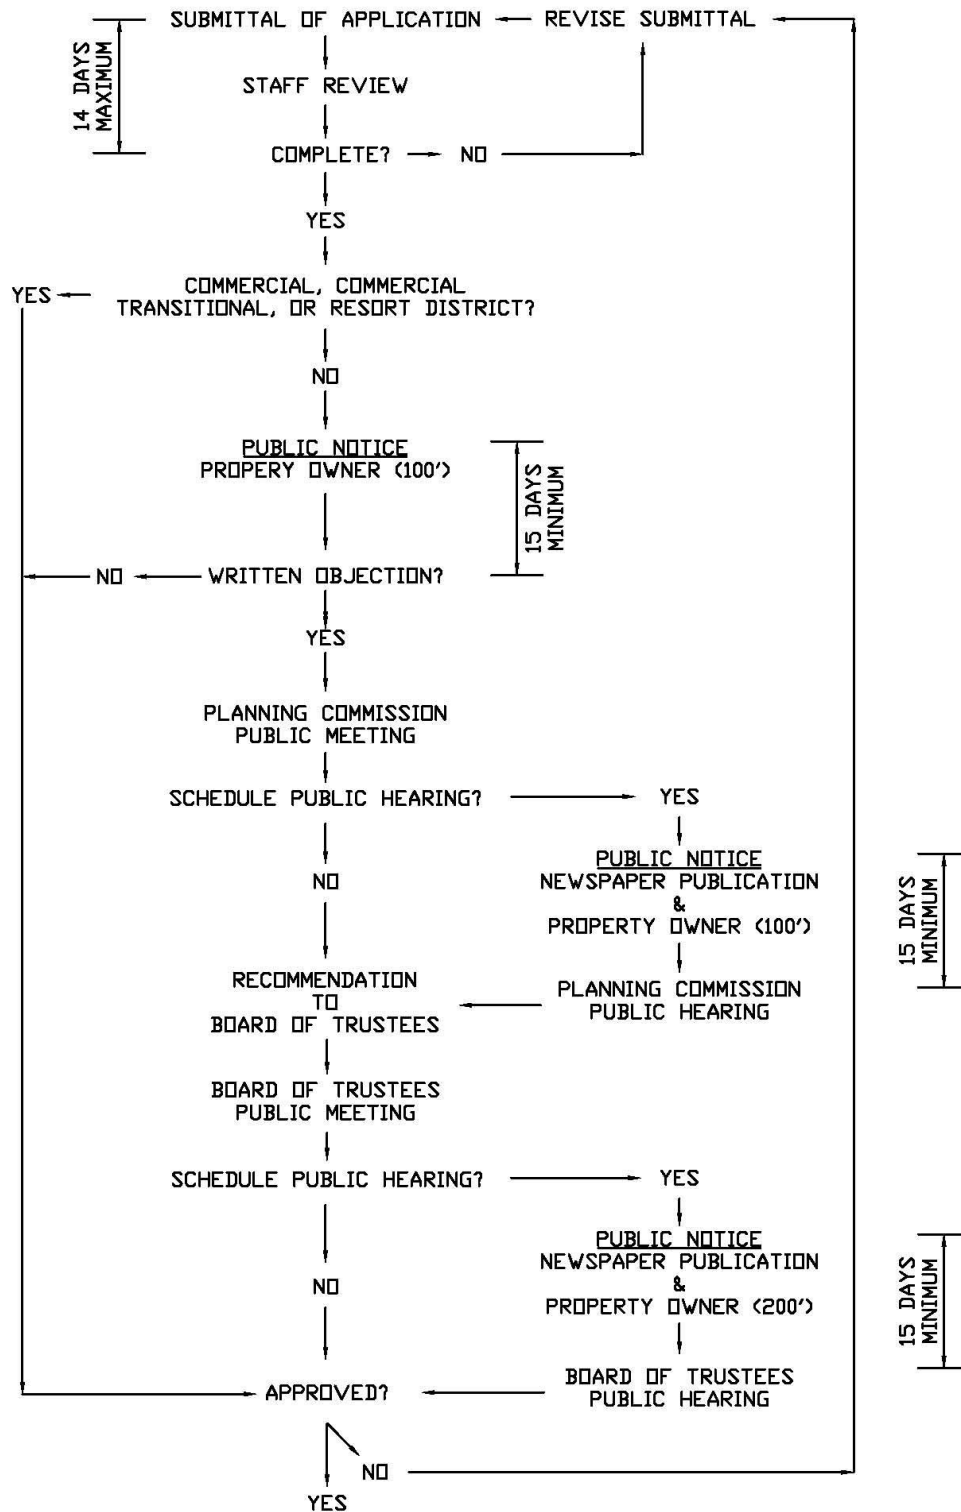 SUBMITTAL OF APPLICATION
REVISE SUBMITTAL
14 DAYS
MAXIMUM
STAFF REVIEW
COMPLETE?
NO
YES
COMMERCIAL, COMMERCIAL
TRANSITIONAL, OR RESORT DISTRICT?
YES
NO
PUBLIC NOTICE
PROPERY OWNER (100')
15 DAYS
MINIMUM
WRITTEN OBJECTION?
NO
YES
PLANNING COMMISSION
PUBLIC MEETING
SCHEDULE PUBLIC HEARING?
YES
NO
PUBLIC NOTICE
NEWSPAPER PUBLICATION
&
PROPERTY OWNER (100')
15 DAYS
MINIMUM
PLANNING COMMISSION
PUBLIC HEARING
RECOMMENDATION
TO
BOARD OF TRUSTEES
BOARD OF TRUSTEES
PUBLIC MEETING
SCHEDULE PUBLIC HEARING?
YES
NO
PUBLIC NOTICE
NEWSPAPER PUBLICATION
&
PROPERTY OWNER (200')
15 DAYS
MINIMUM
BOARD OF TRUSTEES
PUBLIC HEARING
APPROVED?
NO
YES